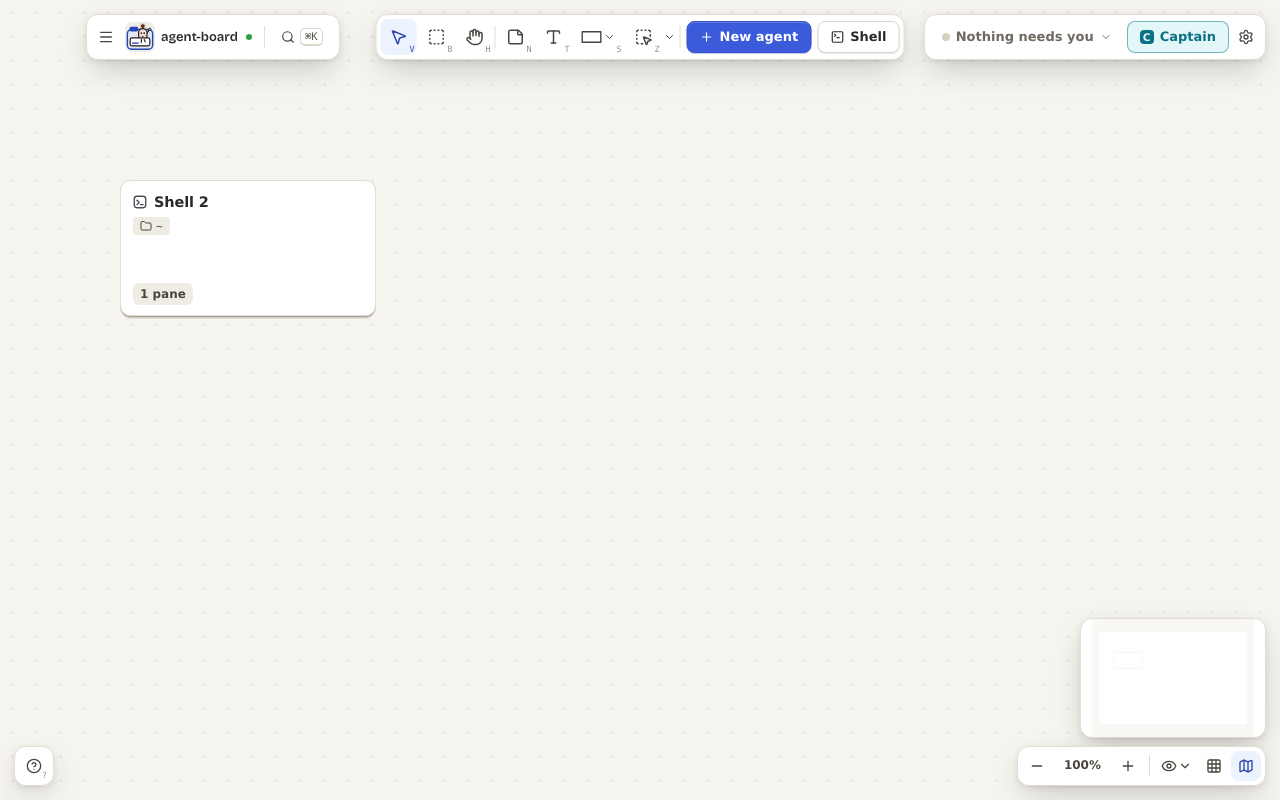 agent-board
⌘K
V
B
H
N
T
S
Z
New agent
Shell
Nothing needs you
C
Captain
Shell 2
~
1 pane
?
100%